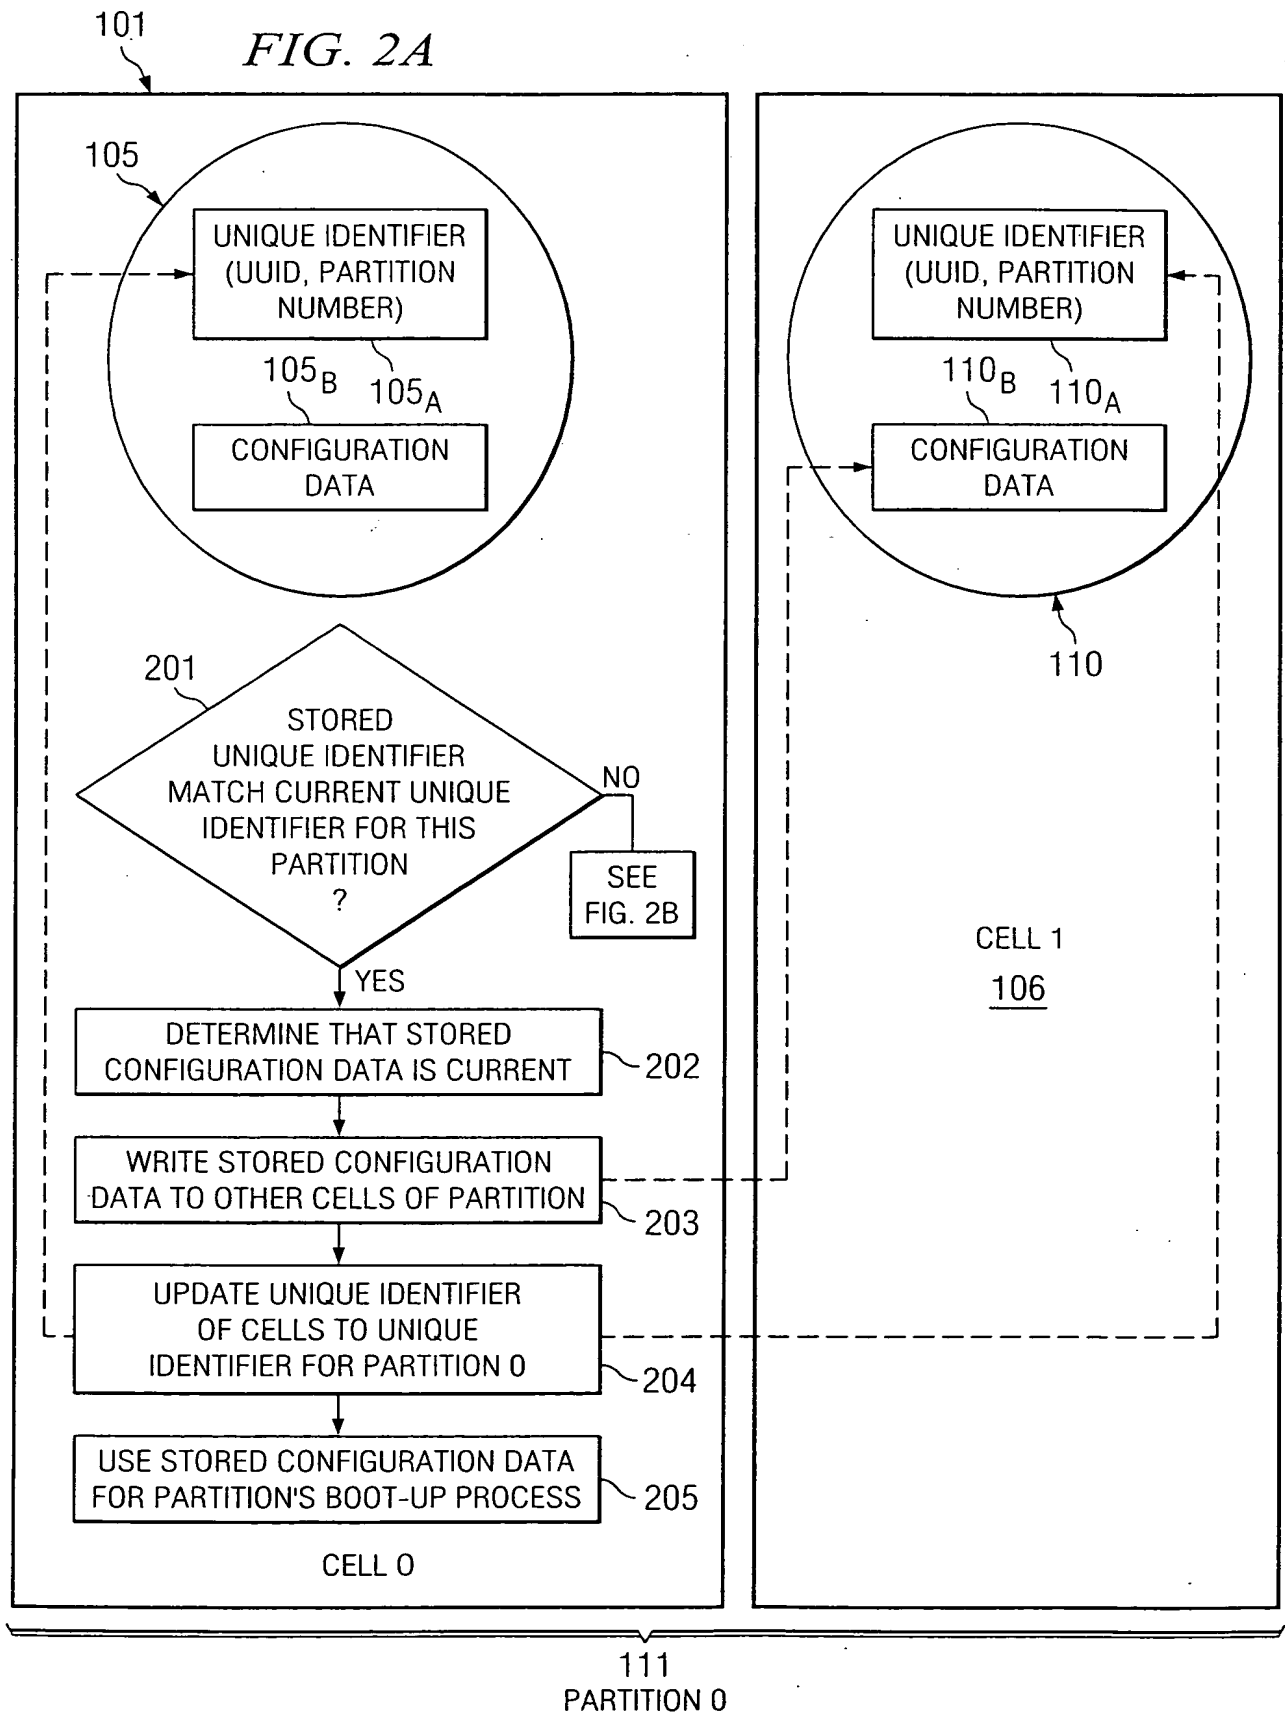 101
FIG. 2A
105
UNIQUE IDENTIFIER
(UUID, PARTITION
NUMBER)
105B
105A
CONFIGURATION
DATA
UNIQUE IDENTIFIER
(UUID, PARTITION
NUMBER)
110B
110A
CONFIGURATION
DATA
110
201
STORED
UNIQUE IDENTIFIER
MATCH CURRENT UNIQUE
IDENTIFIER FOR THIS
PARTITION
?
NO
SEE
FIG. 2B
YES
CELL 1
106
DETERMINE THAT STORED
CONFIGURATION DATA IS CURRENT
202
WRITE STORED CONFIGURATION
DATA TO OTHER CELLS OF PARTITION
203
UPDATE UNIQUE IDENTIFIER
OF CELLS TO UNIQUE
IDENTIFIER FOR PARTITION 0
204
USE STORED CONFIGURATION DATA
FOR PARTITION'S BOOT-UP PROCESS
205
CELL 0
111
PARTITION 0